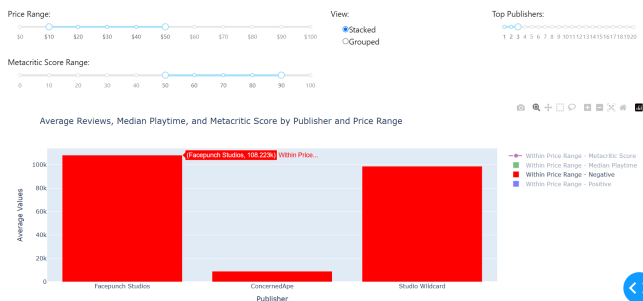 Price Range:
$0 $10 $20 $30 $40 $50 $60 $70 $80 $90 $100
View:
Stacked
Grouped
Top Publishers:
1 2 3 4 5 6 7 8 9 10 11 12 13 14 15 16 17 18 19 20
Metacritic Score Range:
0 10 20 30 40 50 60 70 80 90 100
Average Reviews, Median Playtime, and Metacritic Score by Publisher and Price Range
(Facepunch Studios, 108.223k) Within Price...
Within Price Range - Metacritic Score
Within Price Range - Median Playtime
Within Price Range - Negative
Within Price Range - Positive
Average Values
100k
80k
60k
40k
20k
0
Facepunch Studios ConcernedApe Studio Wildcard
Publisher